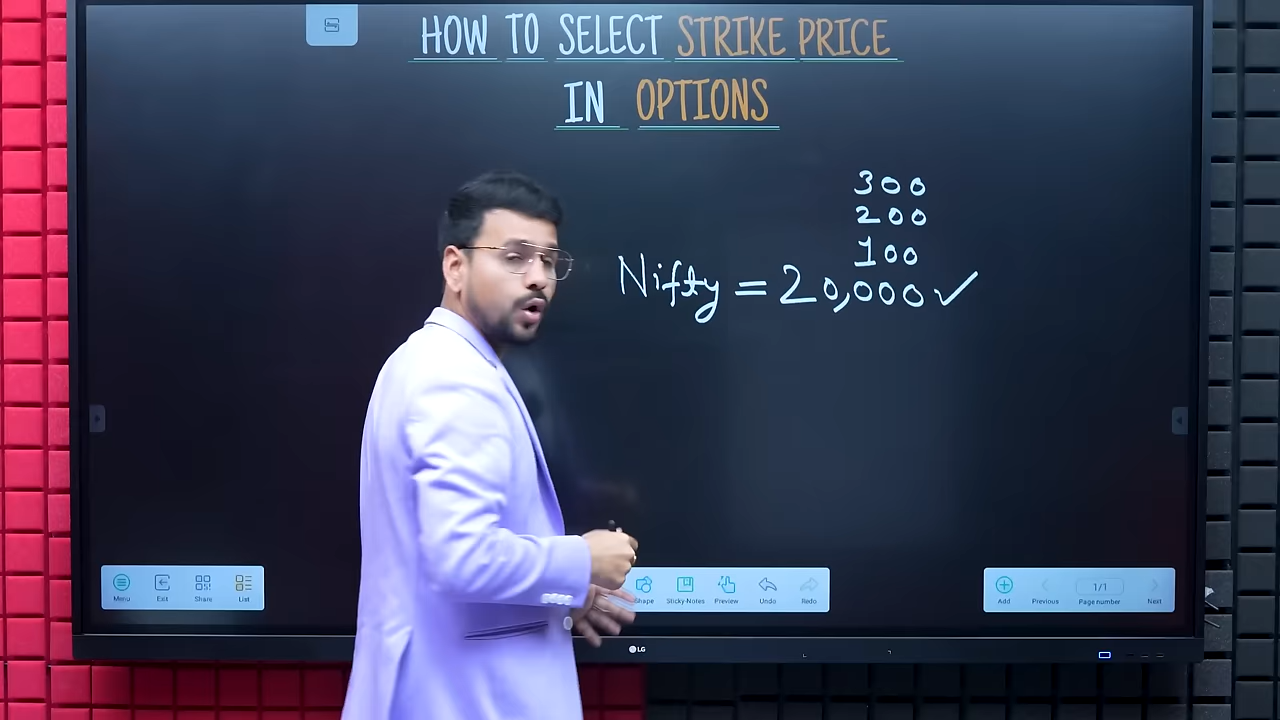 HOW TO SELECT STRIKE PRICE
IN OPTIONS
300
200
100
Nifty = 20,000 ✓
Menu
Exit
Share
List
Shape
Sticky-Notes
Preview
Undo
Redo
Add
Previous
1/1
Page number
Next
LG